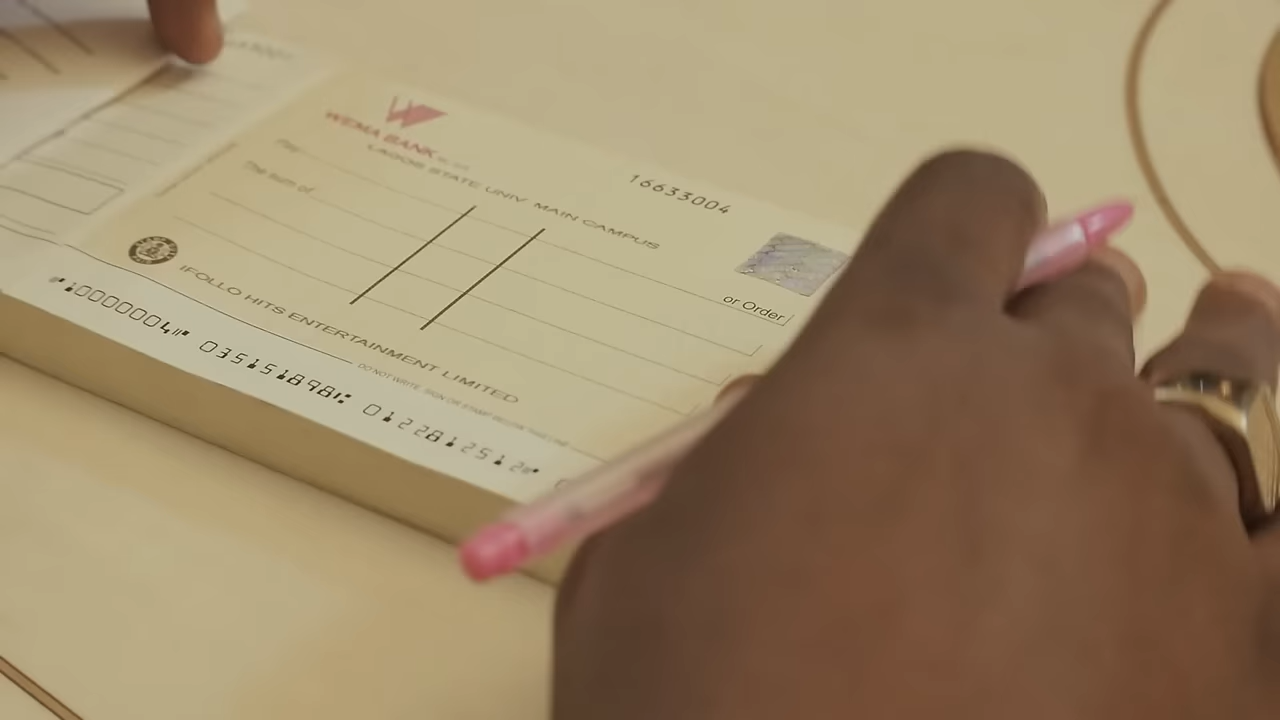 WEMA BANK
LAGOS STATE UNIV MAIN CAMPUS
16633004
Pay
The sum of
or Order
IFOLLO HITS ENTERTAINMENT LIMITED
DO NOT WRITE, SIGN OR STAMP BELOW THIS LINE
10000004 035151898 0122812512